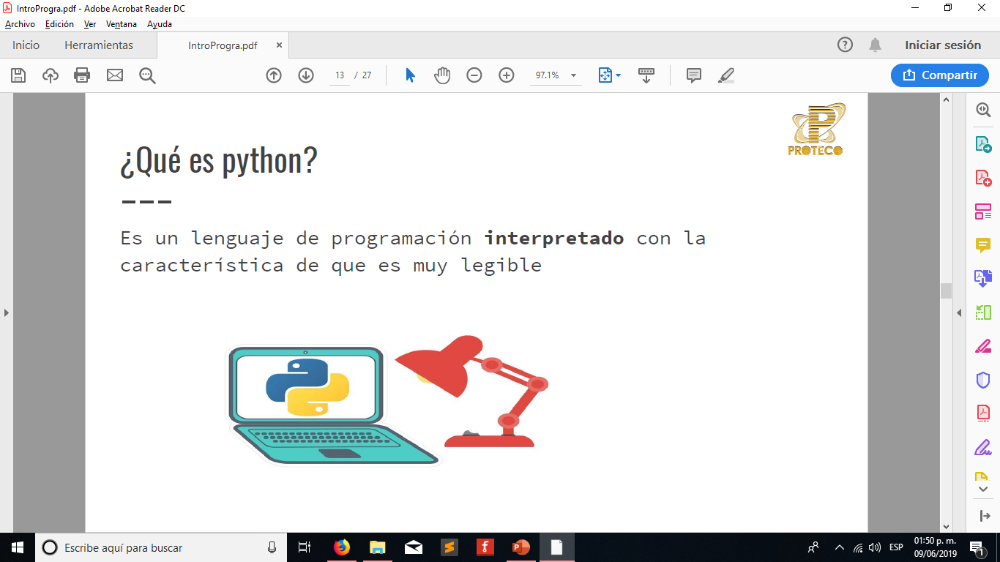 IntroProgra.pdf - Adobe Acrobat Reader DC
Archivo Edición Ver Ventana Ayuda
Inicio Herramientas IntroProgra.pdf × Iniciar sesión
13 / 27 97.1% Compartir
PROTECO
¿Qué es python?
Es un lenguaje de programación interpretado con la
característica de que es muy legible
Escribe aquí para buscar
ESP
01:50 p. m.
09/06/2019
1